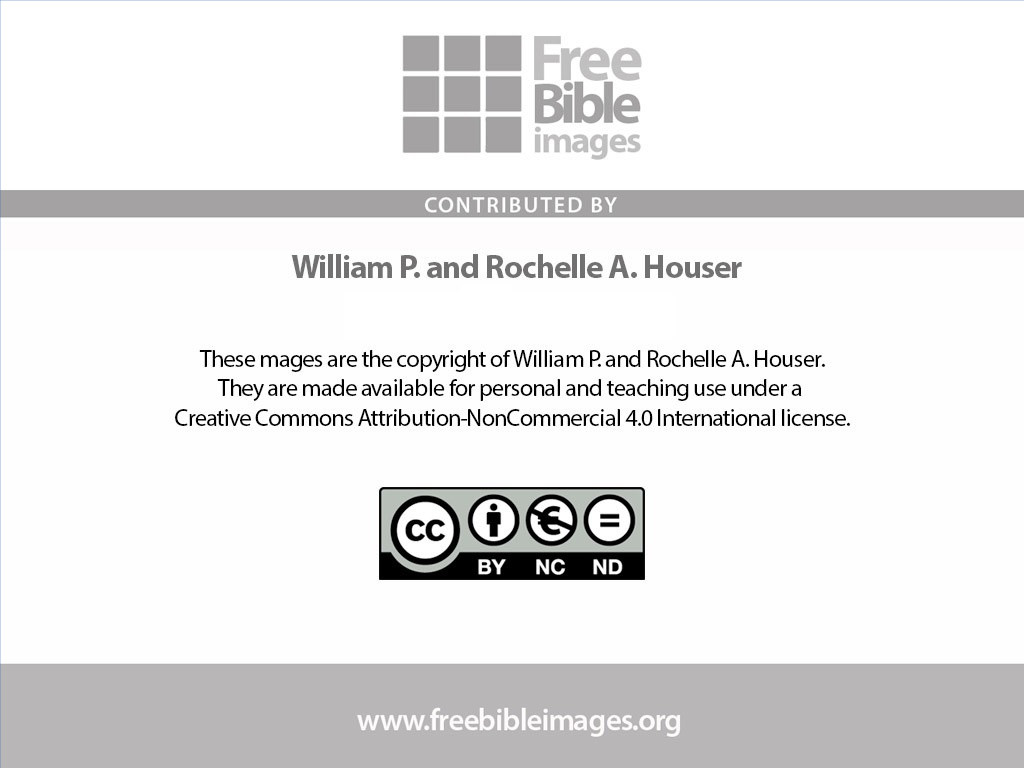 Free
Bible
images
CONTRIBUTED BY
William P. and Rochelle A. Houser
These mages are the copyright of William P. and Rochelle A. Houser.
They are made available for personal and teaching use under a
Creative Commons Attribution-NonCommercial 4.0 International license.
CC
BY NC ND
www.freebibleimages.org